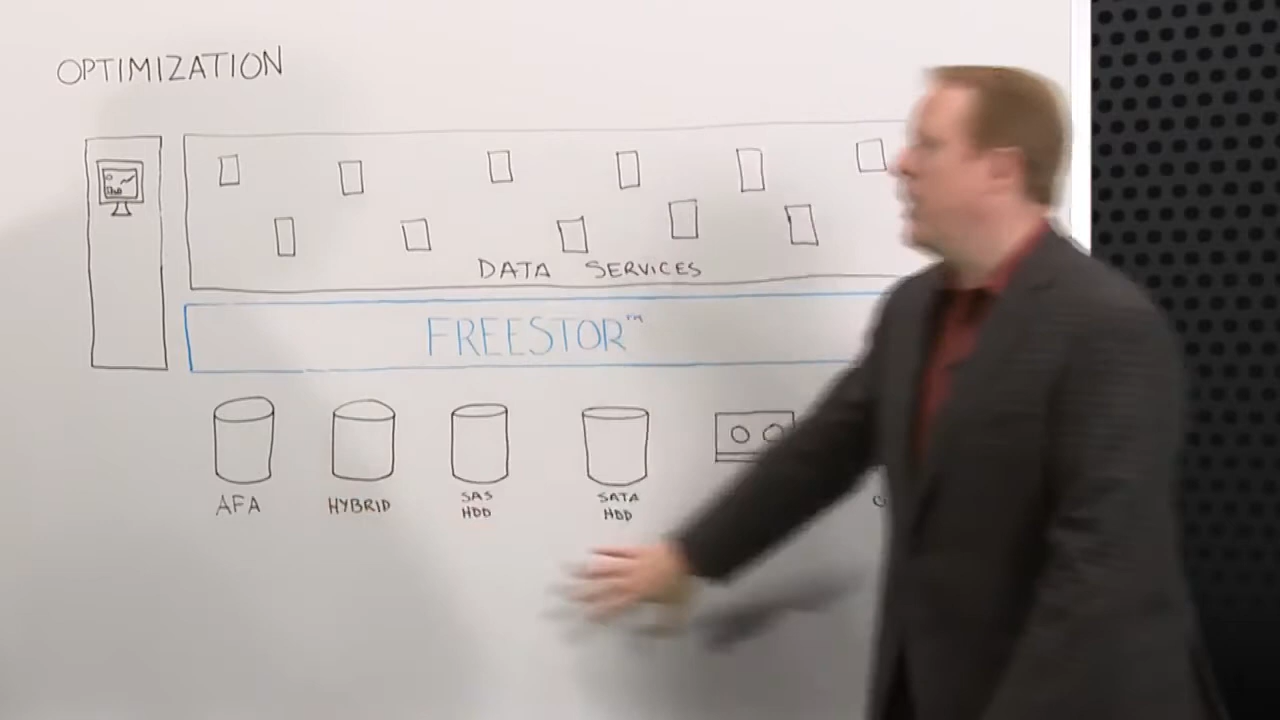 OPTIMIZATION
DATA SERVICES
FREESTOR™
AFA
HYBRID
SAS
HDD
SATA
HDD